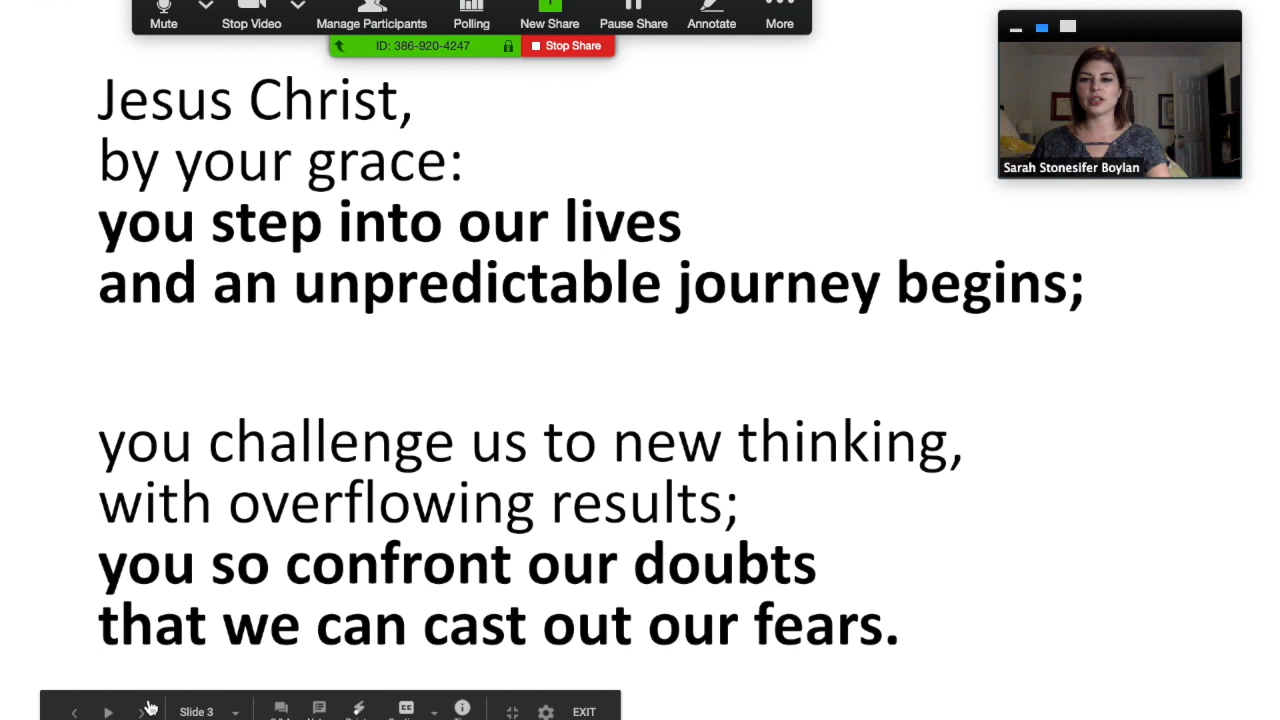 Mute
Stop Video
Manage Participants
Polling
New Share
Pause Share
Annotate
More
ID: 386-920-4247
Stop Share
Jesus Christ,
by your grace:
you step into our lives
and an unpredictable journey begins;
Sarah Stonesifer Boylan
you challenge us to new thinking,
with overflowing results;
you so confront our doubts
that we can cast out our fears.
Slide 3
CC
EXIT